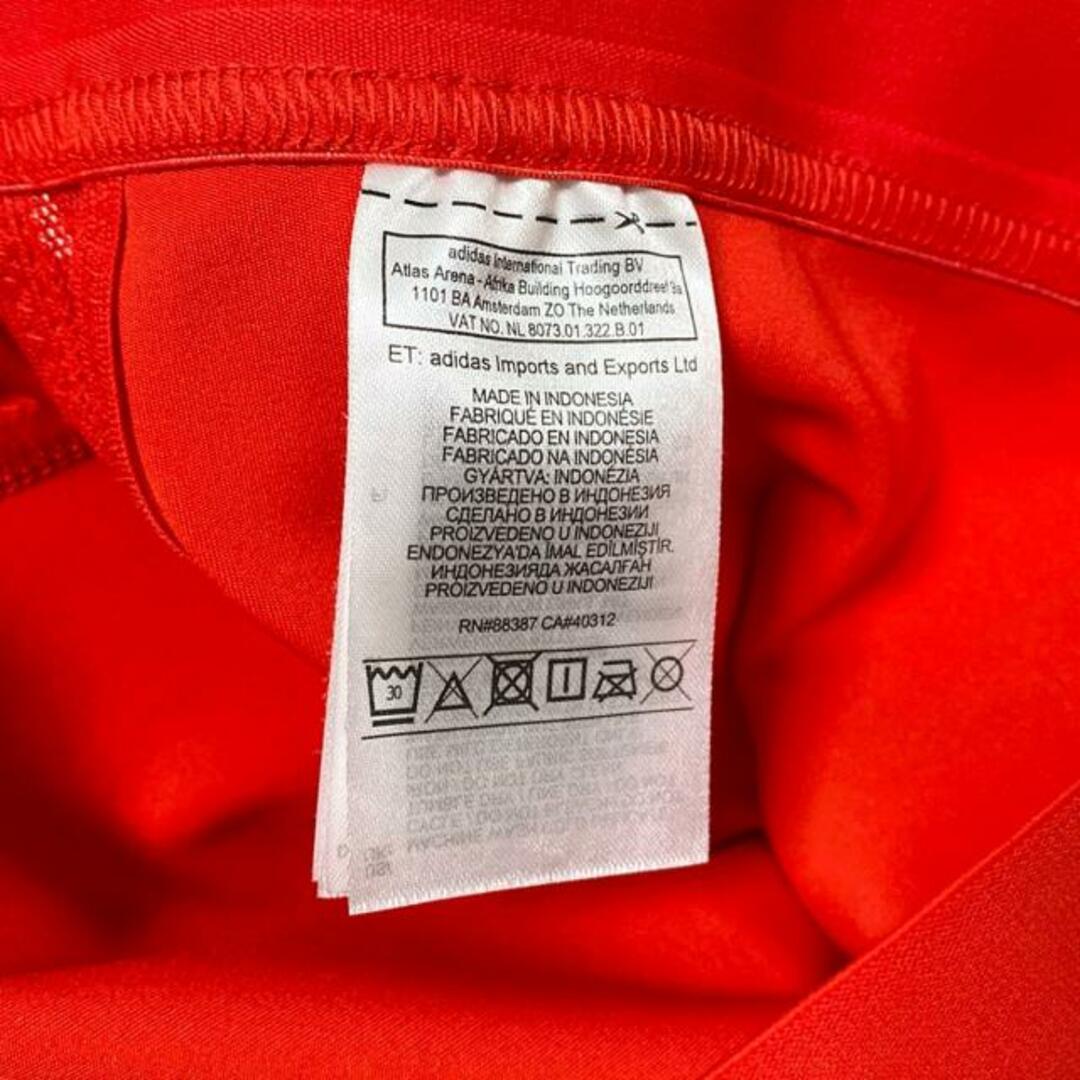 adidas International Trading BV
Atlas Arena - Afrika Building Hoogoorddreef 9a
1101 BA Amsterdam ZO The Netherlands
VAT NO. NL 8073.01.322.B.01
ET: adidas Imports and Exports Ltd
MADE IN INDONESIA
FABRIQUÉ EN INDONÉSIE
FABRICADO EN INDONESIA
FABRICADO NA INDONÉSIA
GYÁRTVA: INDONÉZIA
ПРОИЗВЕДЕНО В ИНДОНЕЗИЯ
СДЕЛАНО В ИНДОНЕЗИИ
PROIZVEDENO U INDONEZIJI
ENDONEZYA'DA İMAL EDİLMİŞTİR.
ИНДОНЕЗИЯДА ЖАСАЛҒАН
PROIZVEDENO U INDONEZIJI
RN#88387 CA#40312
30